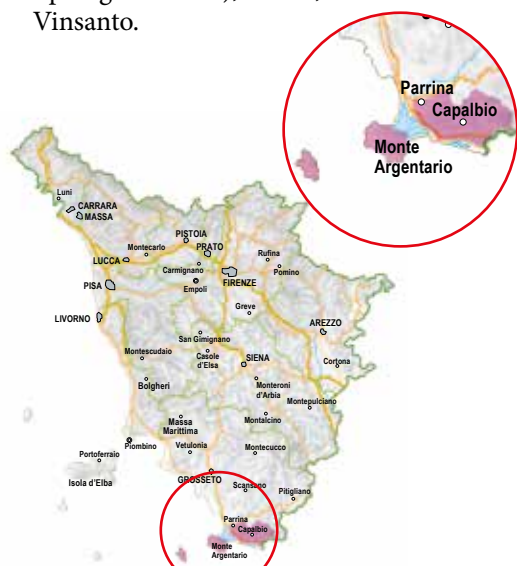 Vinsanto.
Parrina
Capalbio
Monte
Argentario
Luni
CARRARA
MASSA
PISTOIA
Montecarlo
PRATO
LUCCA
Carmignano
Rufina
Pomino
FIRENZE
PISA
Empoli
Greve
LIVORNO
AREZZO
San Gimignano
Montescudaio
Casole
d'Elsa
SIENA
Cortona
Bolgheri
Monteroni
d'Arbia
Montepulciano
Massa
Marittima
Montalcino
Piombino
Vetulonia
Montecucco
Portoferraio
Isola d'Elba
GROSSETO
Scansano
Pitigliano
Parrina
Capalbio
Monte
Argentario